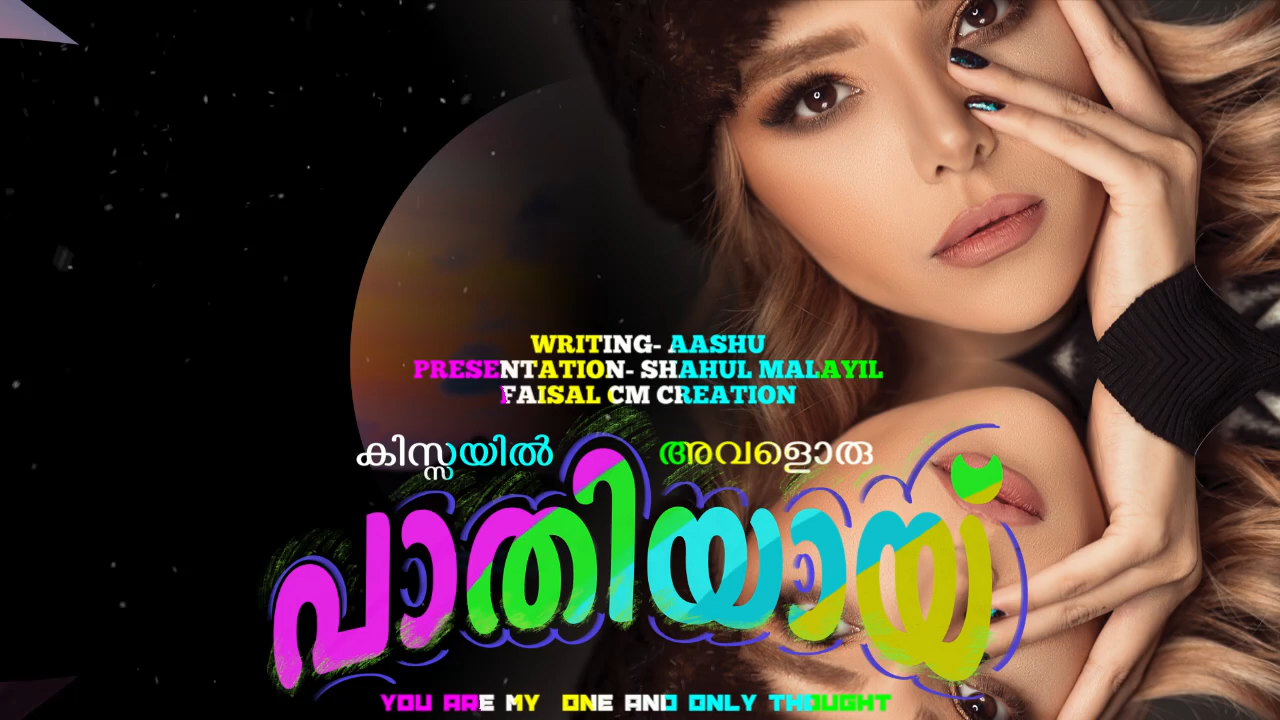 WRITING- AASHU
PRESENTATION- SHAHUL MALAYIL
FAISAL CM CREATION
കിസ്സയിൽ അവളൊരു
പാതിയായ്
YOU ARE MY ONE AND ONLY THOUGHT